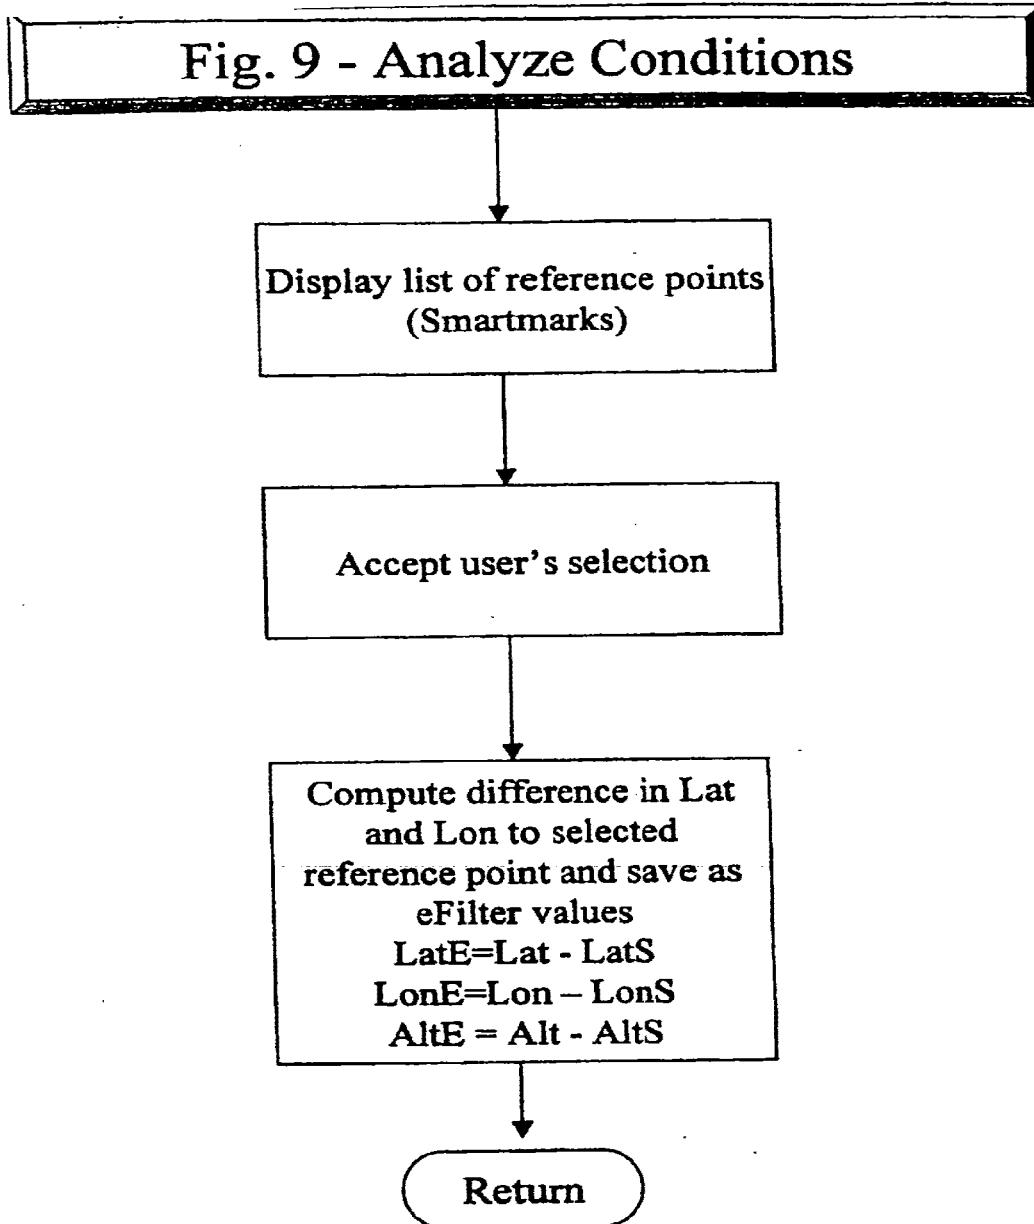 Fig. 9 - Analyze Conditions
Display list of reference points
(Smartmarks)
Accept user's selection
Compute difference in Lat
and Lon to selected
reference point and save as
eFilter values
LatE=Lat - LatS
LonE=Lon – LonS
AltE = Alt - AltS
Return